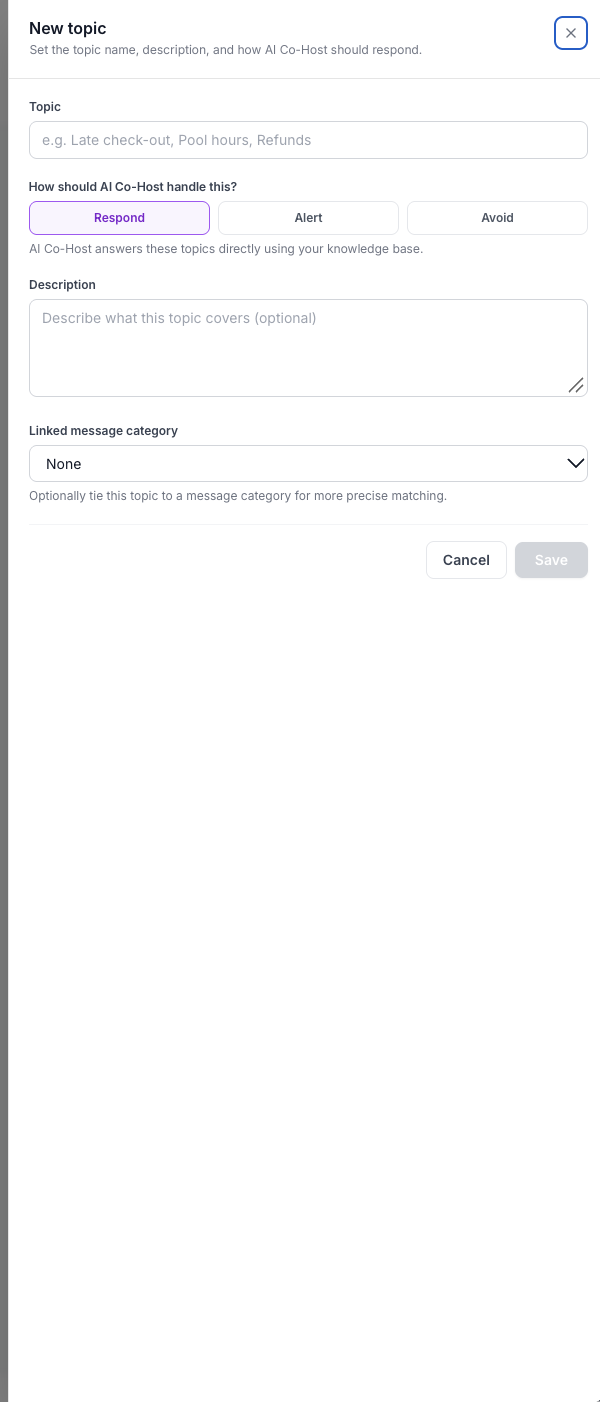 New topic
Set the topic name, description, and how AI Co-Host should respond.
Topic
e.g. Late check-out, Pool hours, Refunds
How should AI Co-Host handle this?
Respond
Alert
Avoid
AI Co-Host answers these topics directly using your knowledge base.
Description
Describe what this topic covers (optional)
Linked message category
None
Optionally tie this topic to a message category for more precise matching.
Cancel
Save